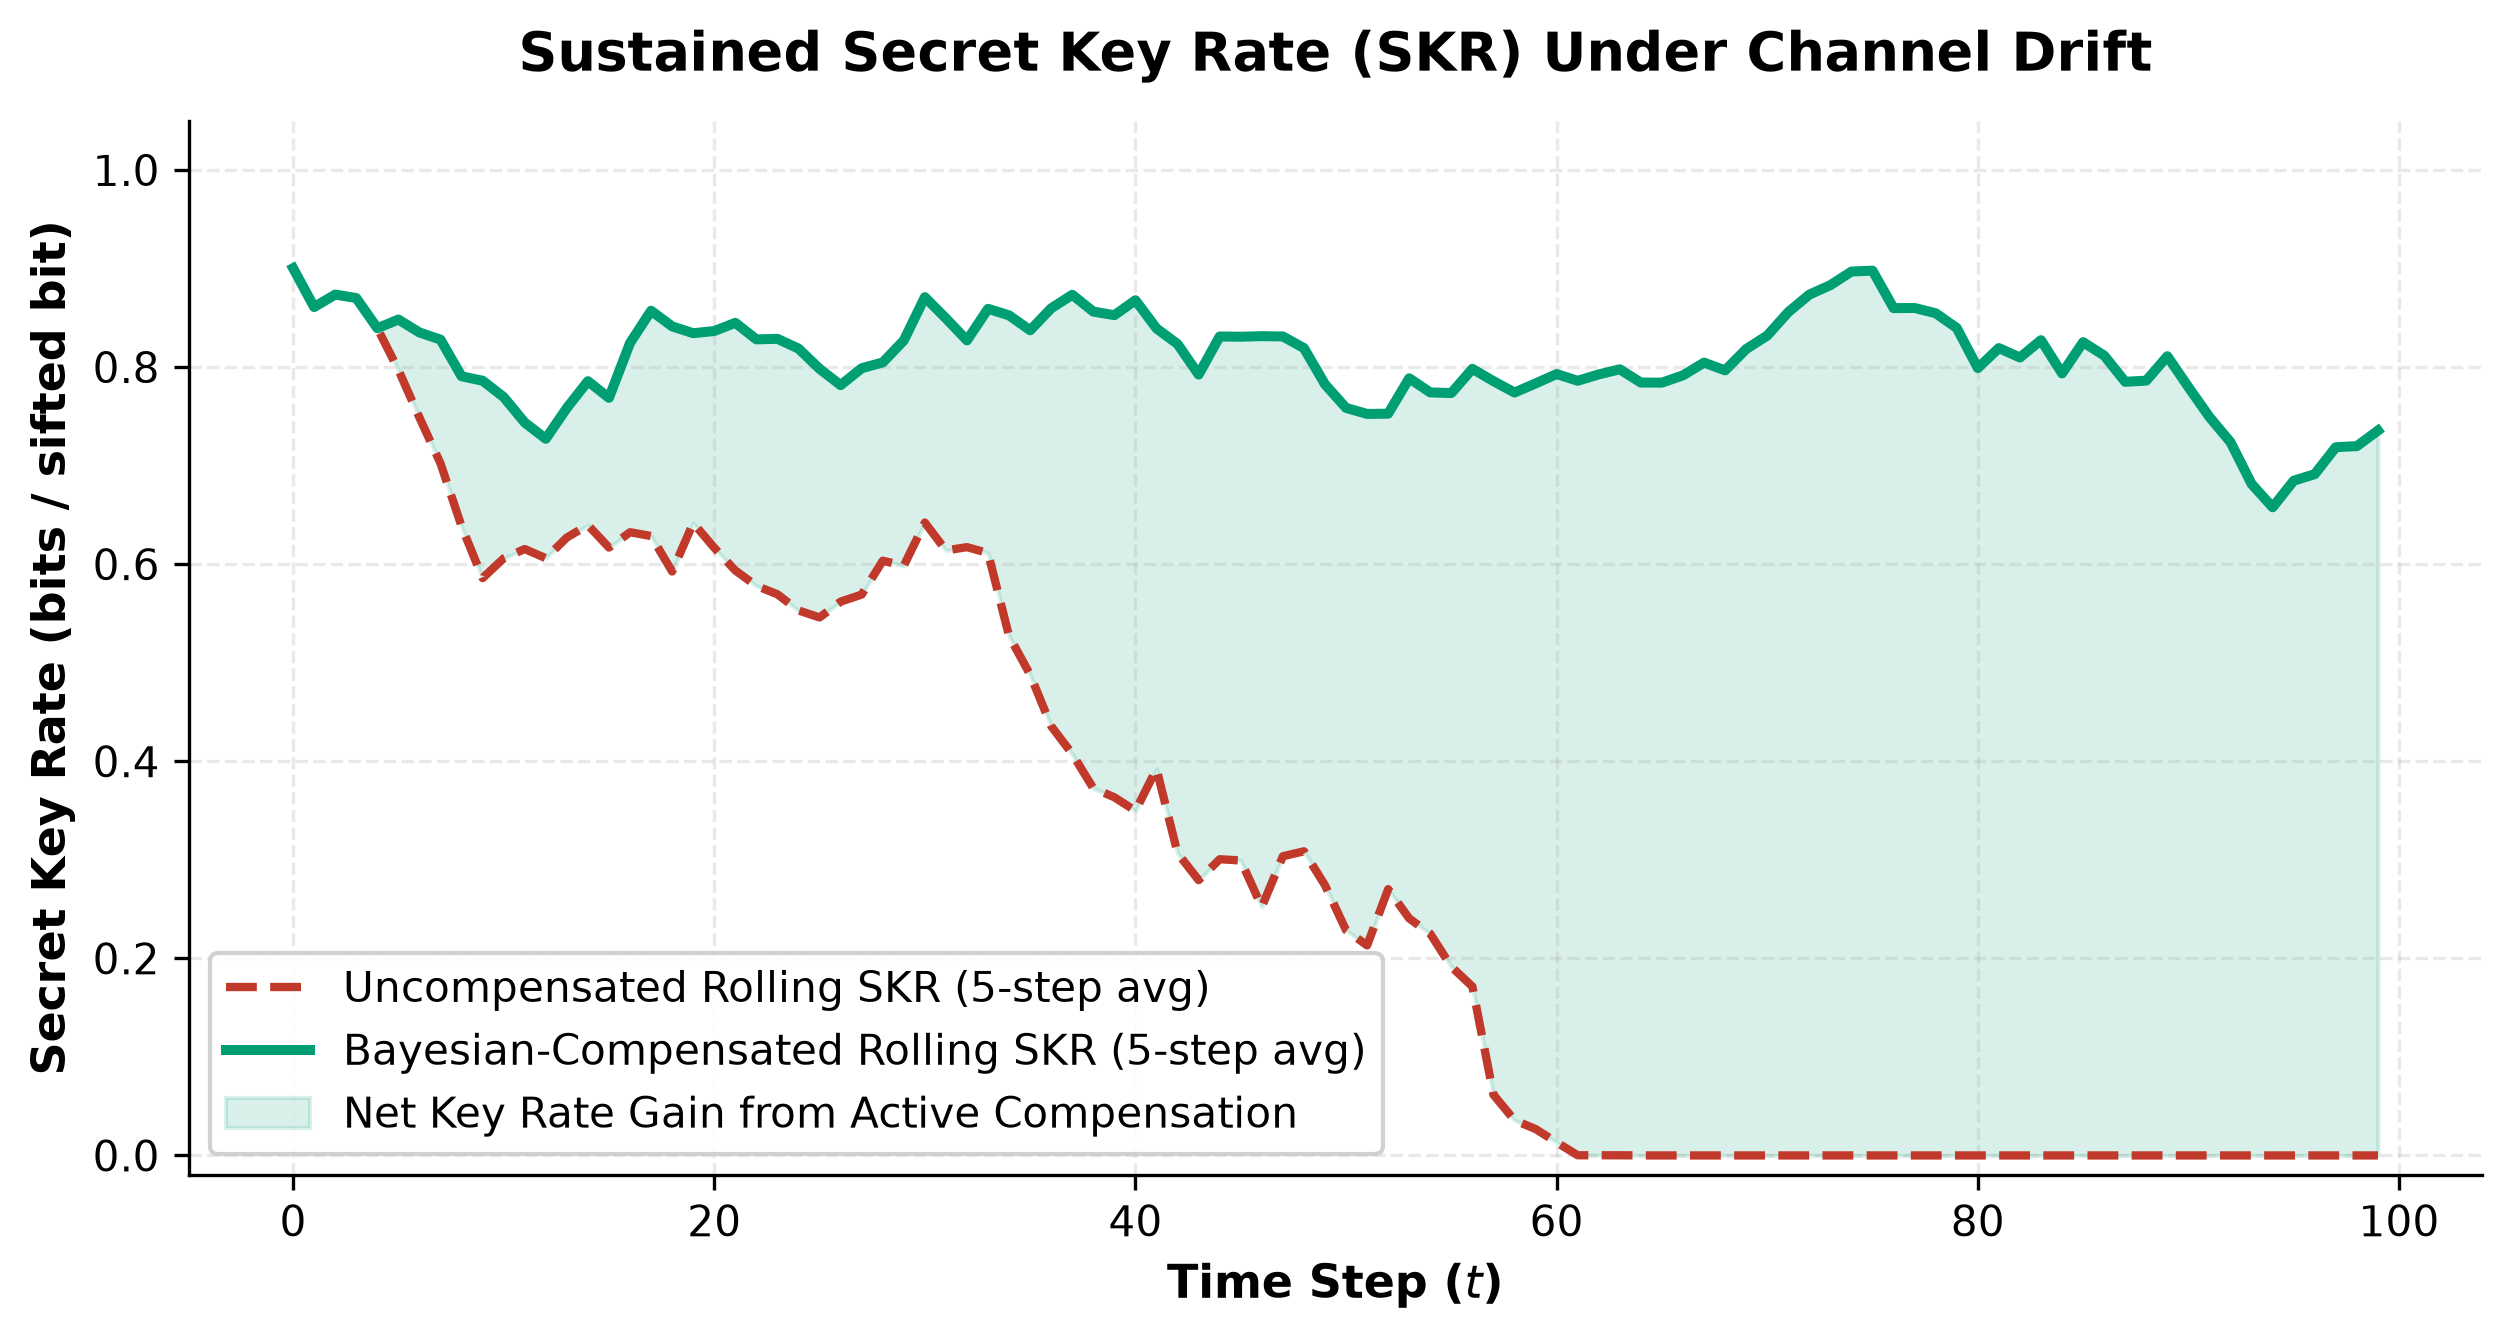 Sustained Secret Key Rate (SKR) Under Channel Drift
Secret Key Rate (bits / sifted bit)
1.0
0.8
0.6
0.4
0.2
0.0
Uncompensated Rolling SKR (5-step avg)
Bayesian-Compensated Rolling SKR (5-step avg)
Net Key Rate Gain from Active Compensation
0 20 40 60 80 100
Time Step (t)